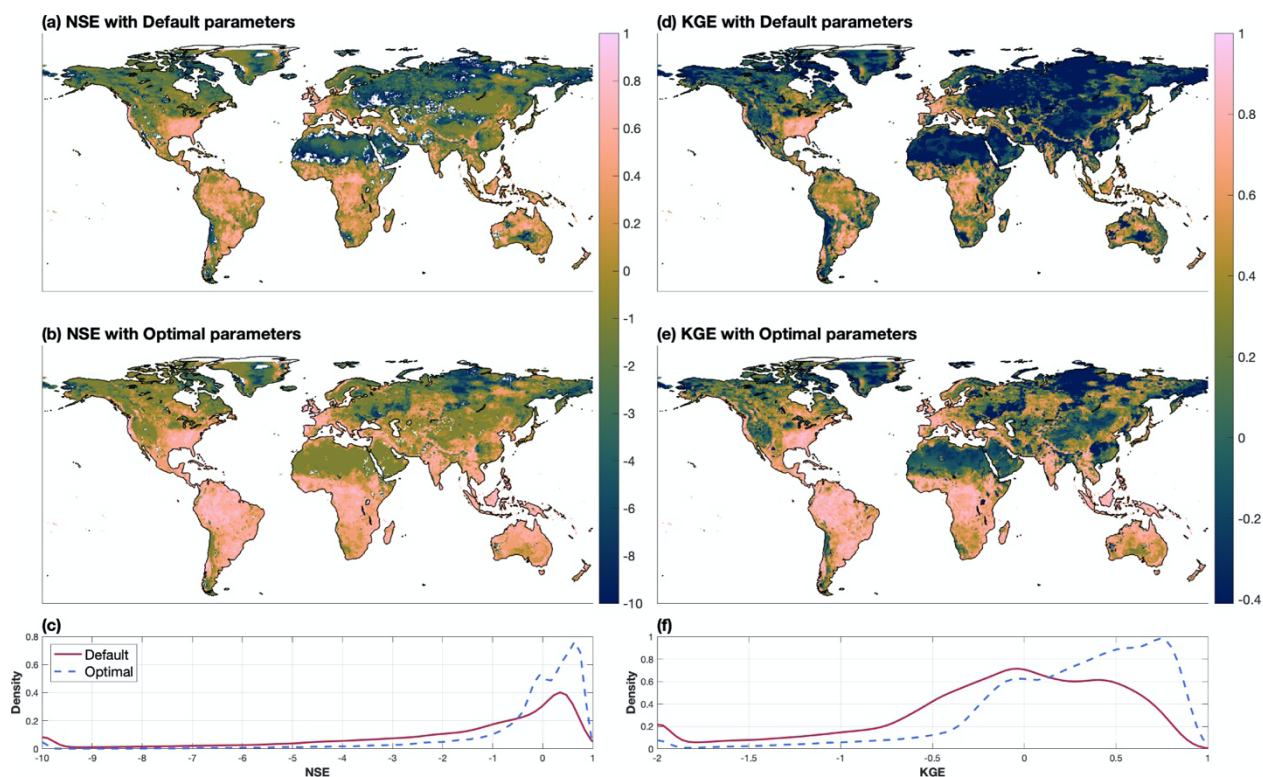 (a) NSE with Default parameters
(d) KGE with Default parameters
1
0.8
0.6
0.4
0.2
0
-1
-2
-3
-4
-6
-8
-10
1
0.8
0.6
0.4
0.2
0
-0.2
-0.4
(b) NSE with Optimal parameters
(e) KGE with Optimal parameters
(c)
Default
Optimal
Density
0.8
0.6
0.4
0.2
0
-10 -9 -8 -7 -6 -5 -4 -3 -2 -1 0 1
NSE
(f)
Density
1
0.8
0.6
0.4
0.2
0
-2 -1.5 -1 -0.5 0 0.5 1
KGE